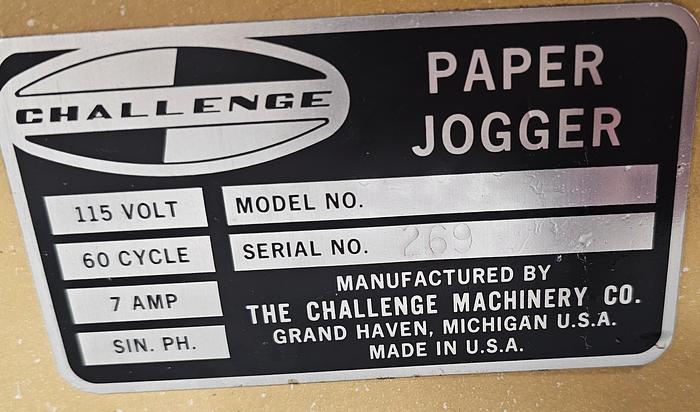 CHALLENGE
PAPER
JOGGER
115 VOLT
60 CYCLE
7 AMP
SIN. PH.
MODEL NO.
SERIAL NO. 269
MANUFACTURED BY
THE CHALLENGE MACHINERY CO.
GRAND HAVEN, MICHIGAN U.S.A.
MADE IN U.S.A.